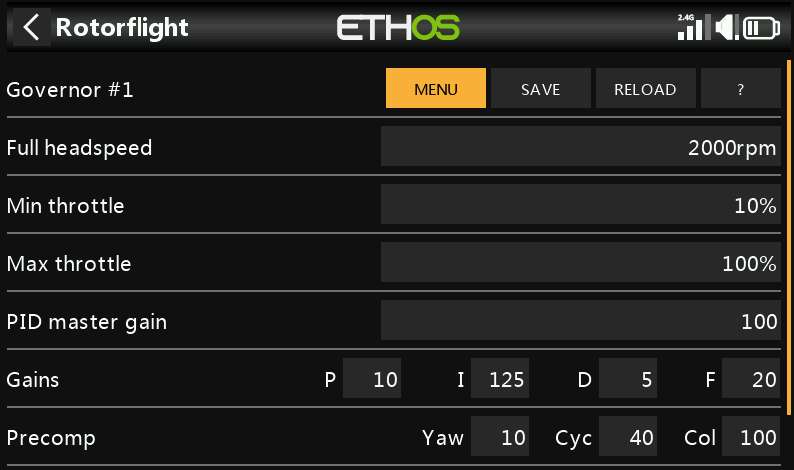 Rotorflight ETHOS 2.4G
Governor #1 MENU SAVE RELOAD ?
Full headspeed 2000rpm
Min throttle 10%
Max throttle 100%
PID master gain 100
Gains P 10 I 125 D 5 F 20
Precomp Yaw 10 Cyc 40 Col 100